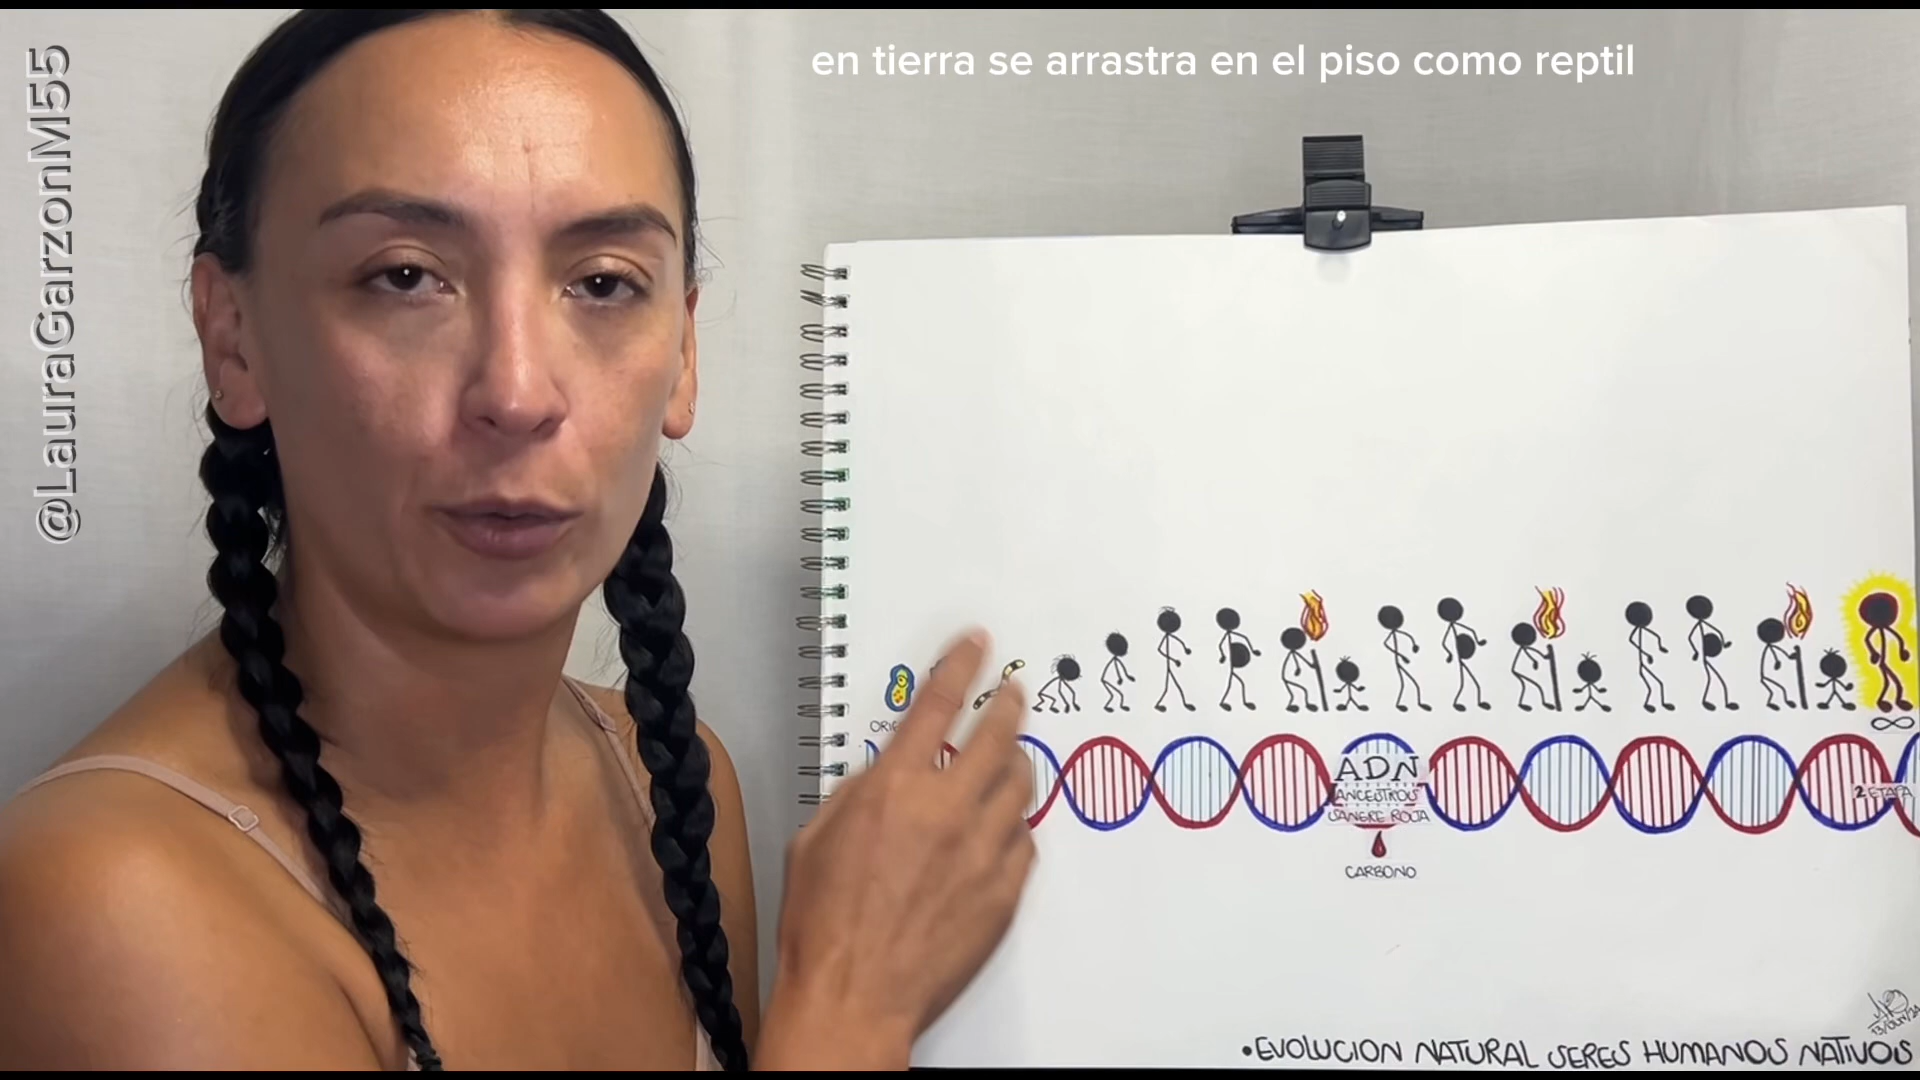 en tierra se arrastra en el piso como reptil
@LauraGarzonM55
ADN
ANCESTROS
SANGRE ROJA
CARBONO
2 ETAPA
∞
•EVOLUCION NATURAL SERES HUMANOS NATIVOS